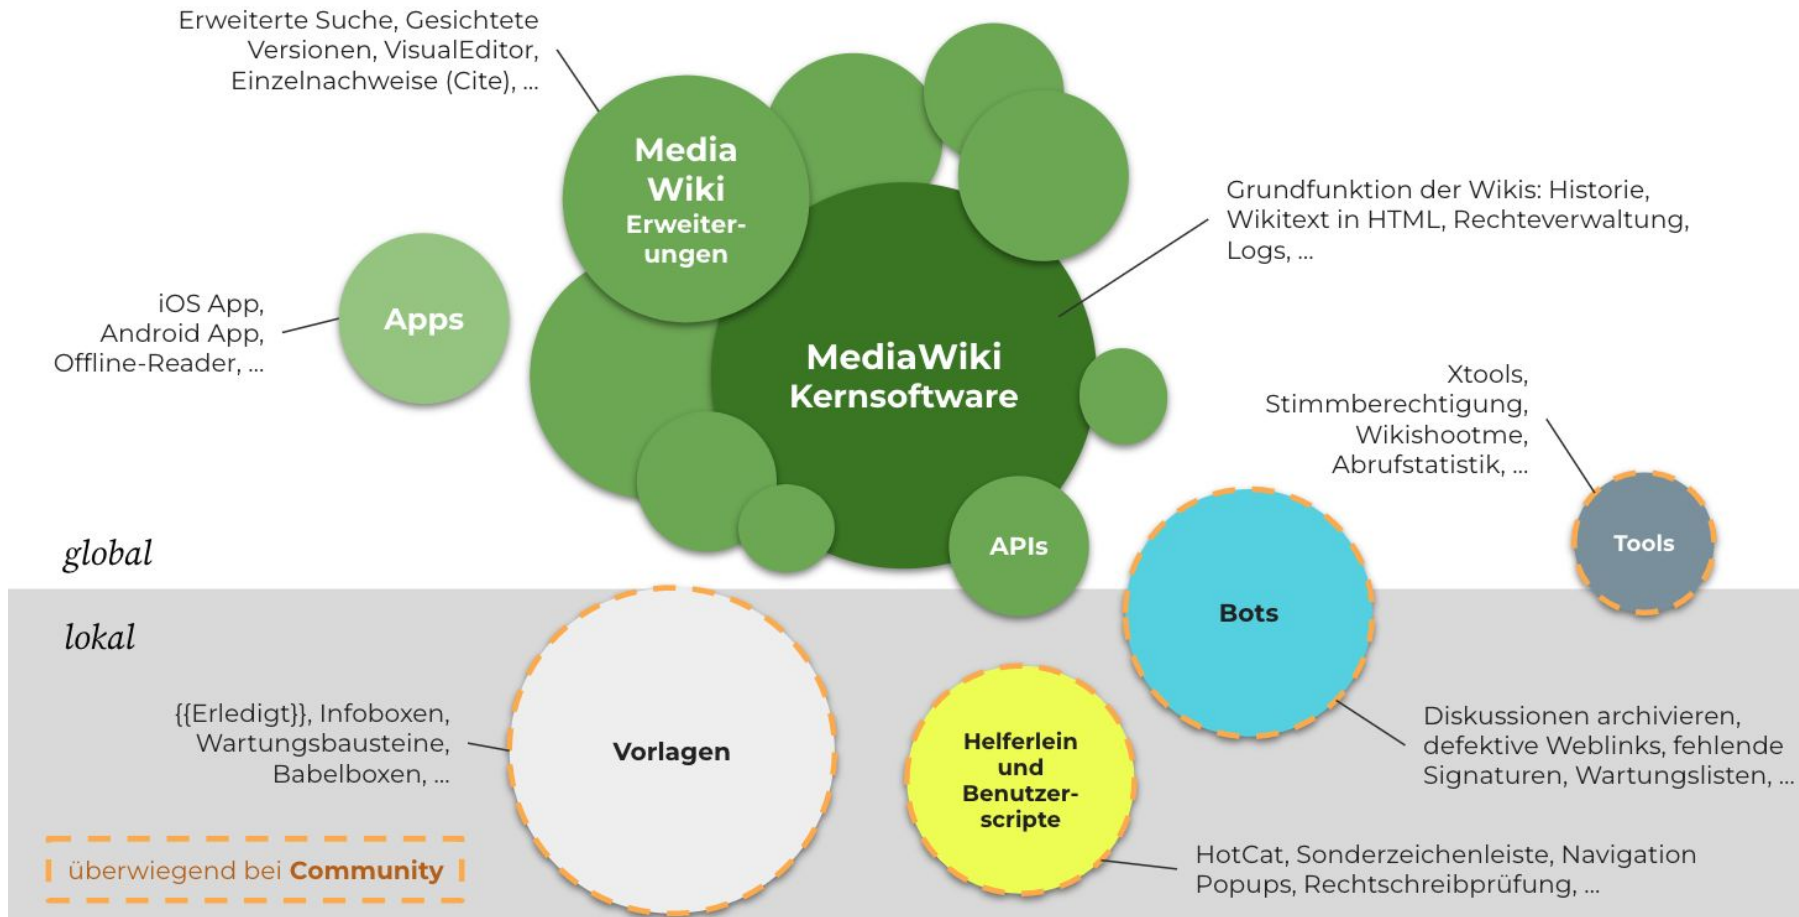 Erweiterte Suche, Gesichtete
Versionen, VisualEditor,
Einzelnachweise (Cite), ...
Media
Wiki
Erweiter-
ungen
Grundfunktion der Wikis: Historie,
Wikitext in HTML, Rechteverwaltung,
Logs, ...
iOS App,
Android App,
Offline-Reader, ...
Apps
MediaWiki
Kernsoftware
Xtools,
Stimmberechtigung,
Wikishootme,
Abrufstatistik, ...
APIs
Tools
global
lokal
Bots
{{Erledigt}}, Infoboxen,
Wartungsbausteine,
Babelboxen, ...
Vorlagen
Helferlein
und
Benutzer-
scripte
Diskussionen archivieren,
defektive Weblinks, fehlende
Signaturen, Wartungslisten, ...
überwiegend bei Community
HotCat, Sonderzeichenleiste, Navigation
Popups, Rechtschreibprüfung, ...